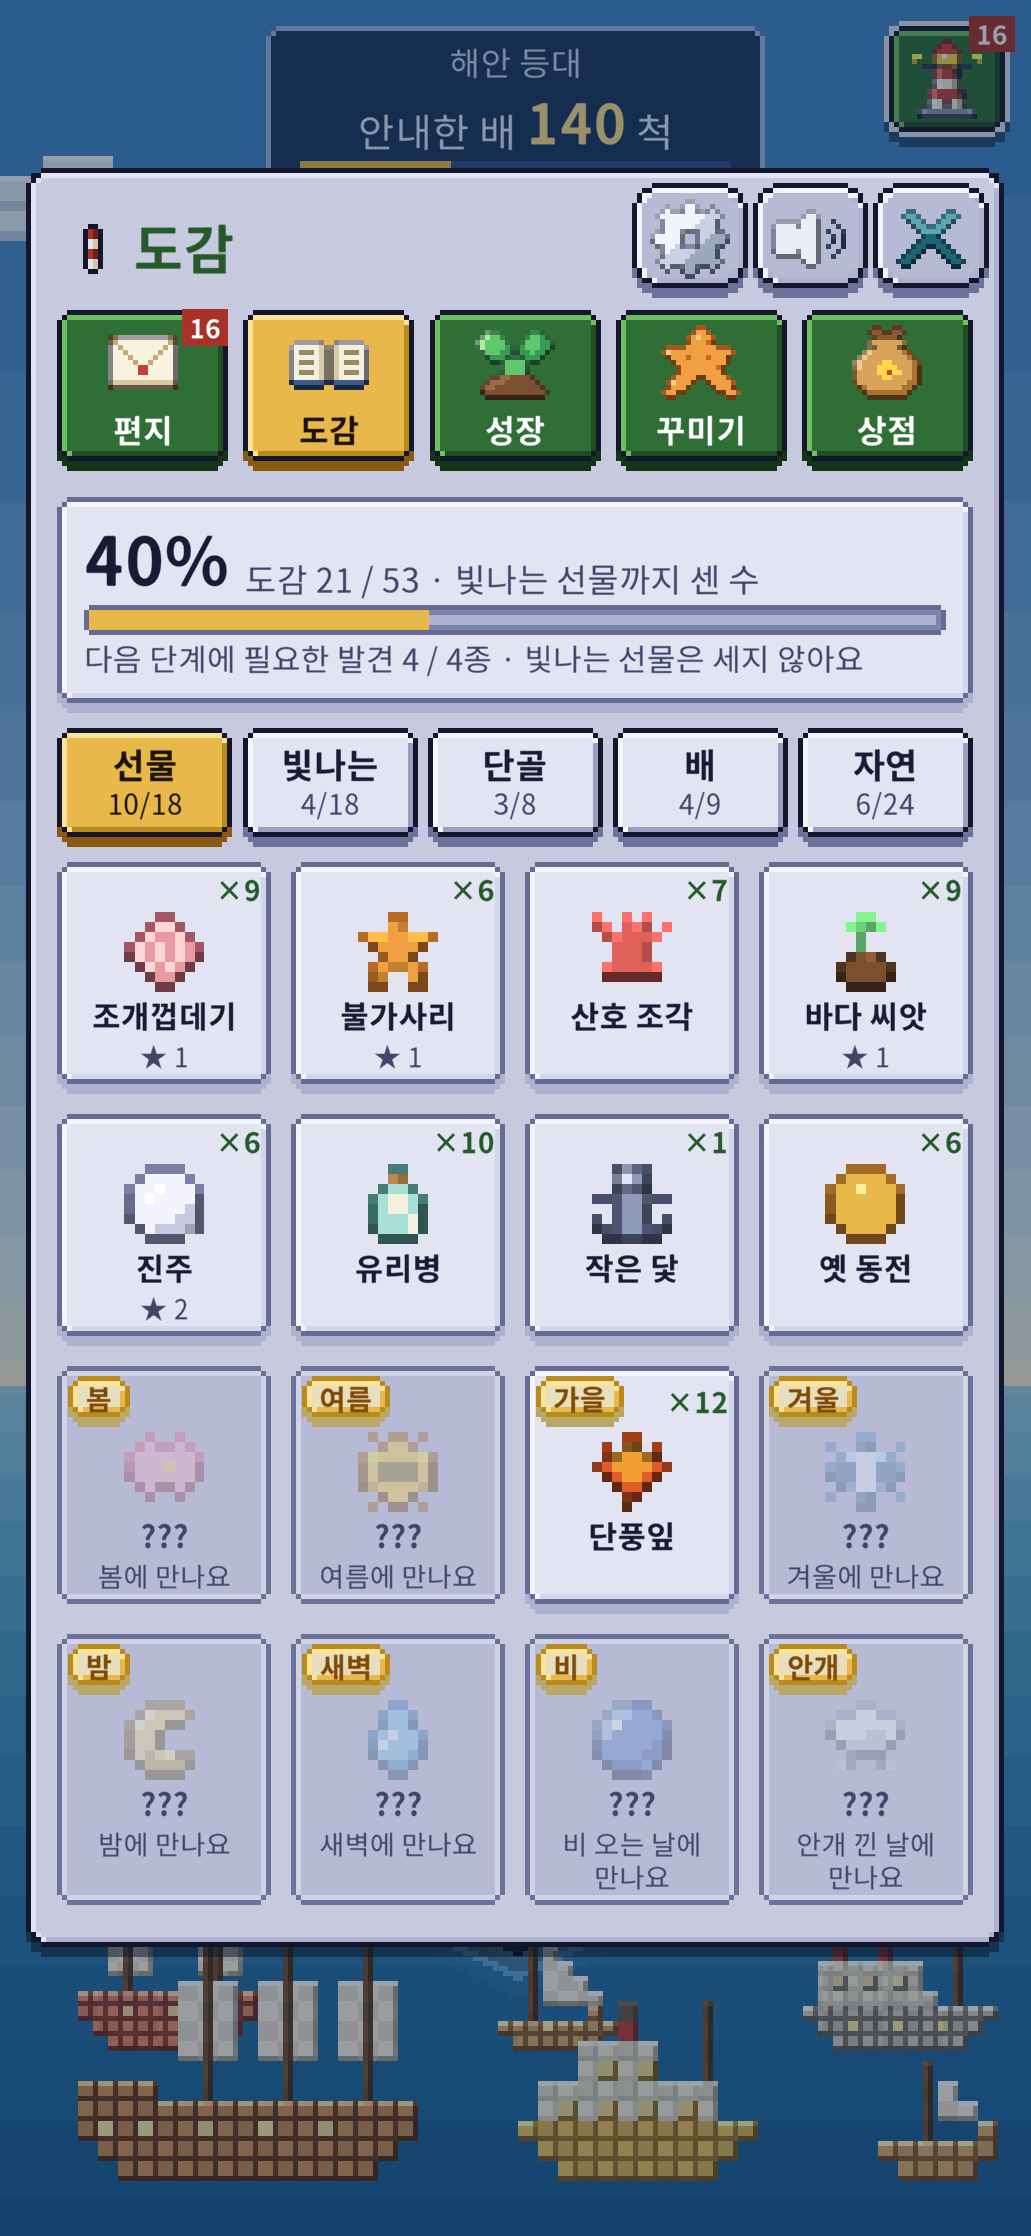 해안 등대
안내한 배 140 척
16
도감
16
편지
도감
성장
꾸미기
상점
40% 도감 21 / 53 · 빛나는 선물까지 센 수
다음 단계에 필요한 발견 4 / 4종 · 빛나는 선물은 세지 않아요
선물
10/18
빛나는
4/18
단골
3/8
배
4/9
자연
6/24
×9
조개껍데기
★ 1
×6
불가사리
★ 1
×7
산호 조각
×9
바다 씨앗
★ 1
×6
진주
★ 2
×10
유리병
×1
작은 닻
×6
옛 동전
봄
???
봄에 만나요
여름
???
여름에 만나요
가을
×12
단풍잎
겨울
???
겨울에 만나요
밤
???
밤에 만나요
새벽
???
새벽에 만나요
비
???
비 오는 날에
만나요
안개
???
안개 낀 날에
만나요